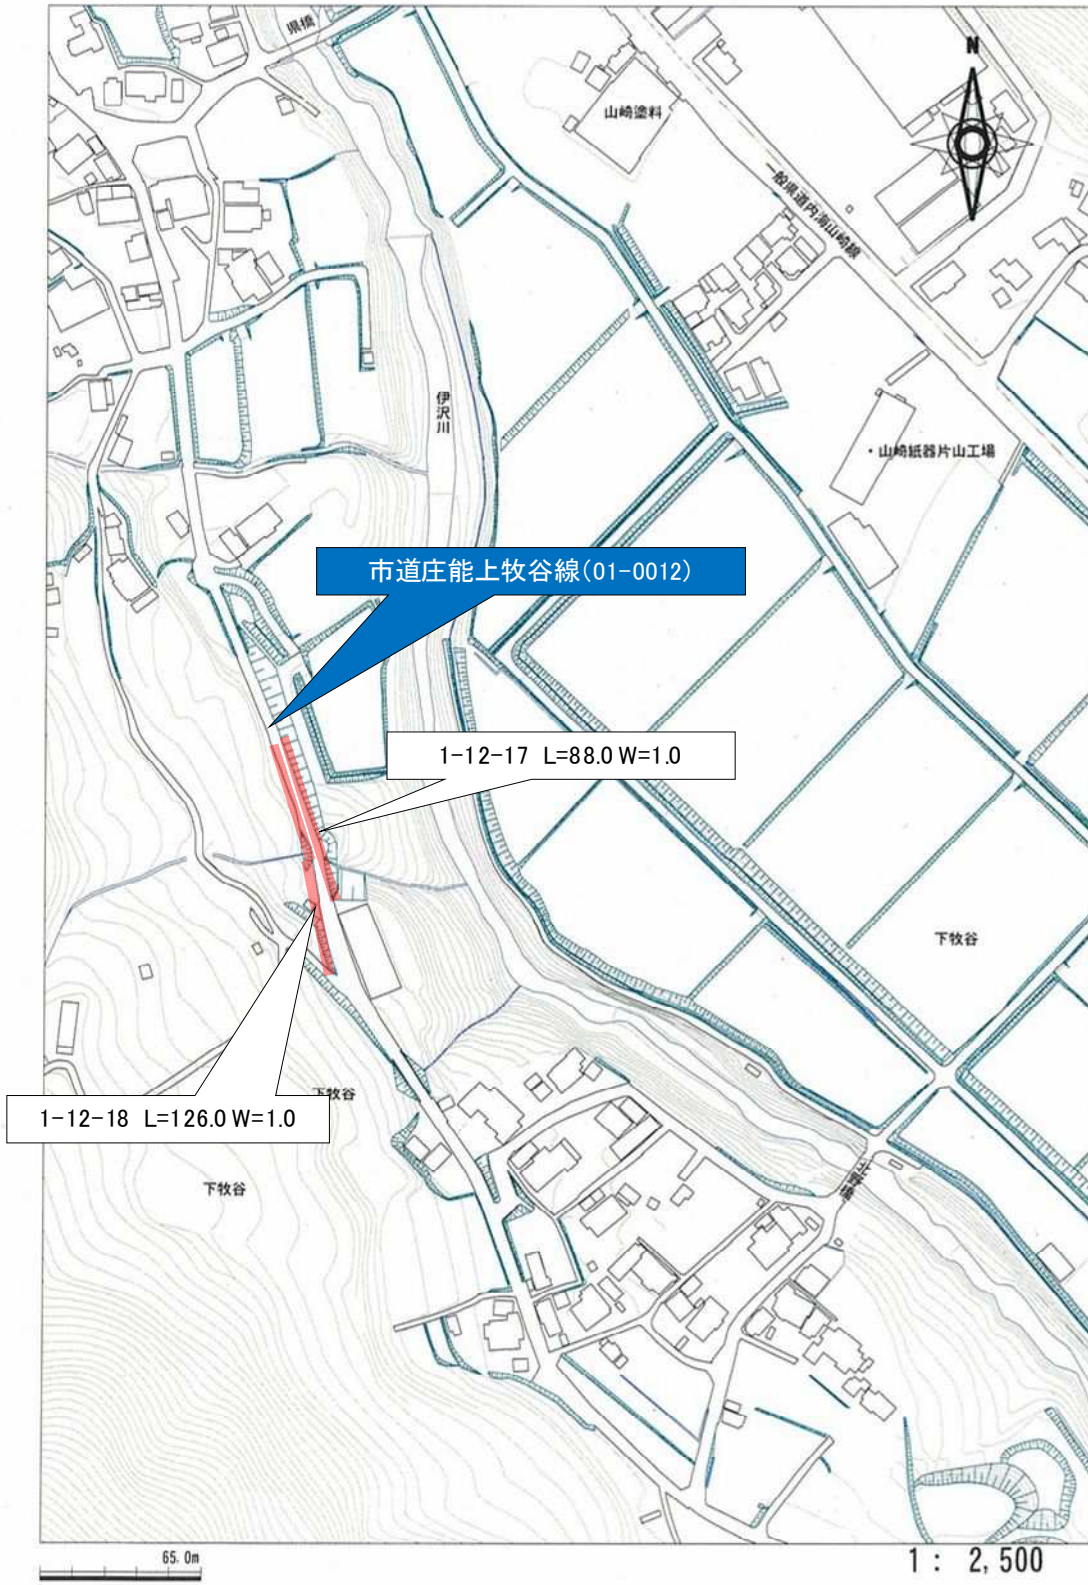 県橋
N
山崎塗料
一般県道内海山崎線
伊沢川
・山崎紙器片山工場
市道庄能上牧谷線(01-0012)
1-12-17 L=88.0 W=1.0
下牧谷
下牧谷
1-12-18 L=126.0 W=1.0
下牧谷
65.0m
1 : 2,500